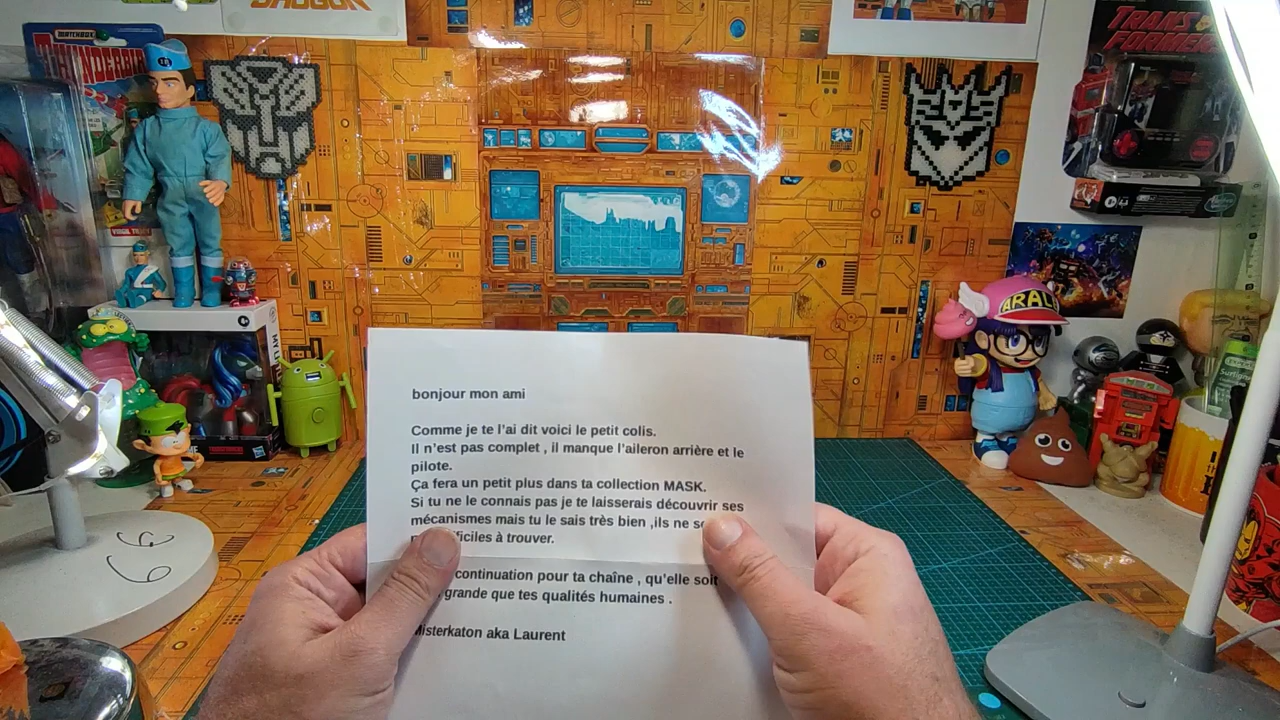 SHOGUN
MATCHBOX
THUNDERBIRDS
TRANSFORMERS
ARALE
bonjour mon ami
Comme je te l'ai dit voici le petit colis.
Il n'est pas complet , il manque l'aileron arrière et le
pilote.
Ça fera un petit plus dans ta collection MASK.
Si tu ne le connais pas je te laisserais découvrir ses
mécanismes mais tu le sais très bien ,ils ne
à trouver.
continuation pour ta chaîne , qu'elle soit
grande que tes qualités humaines .
Misterkaton aka Laurent